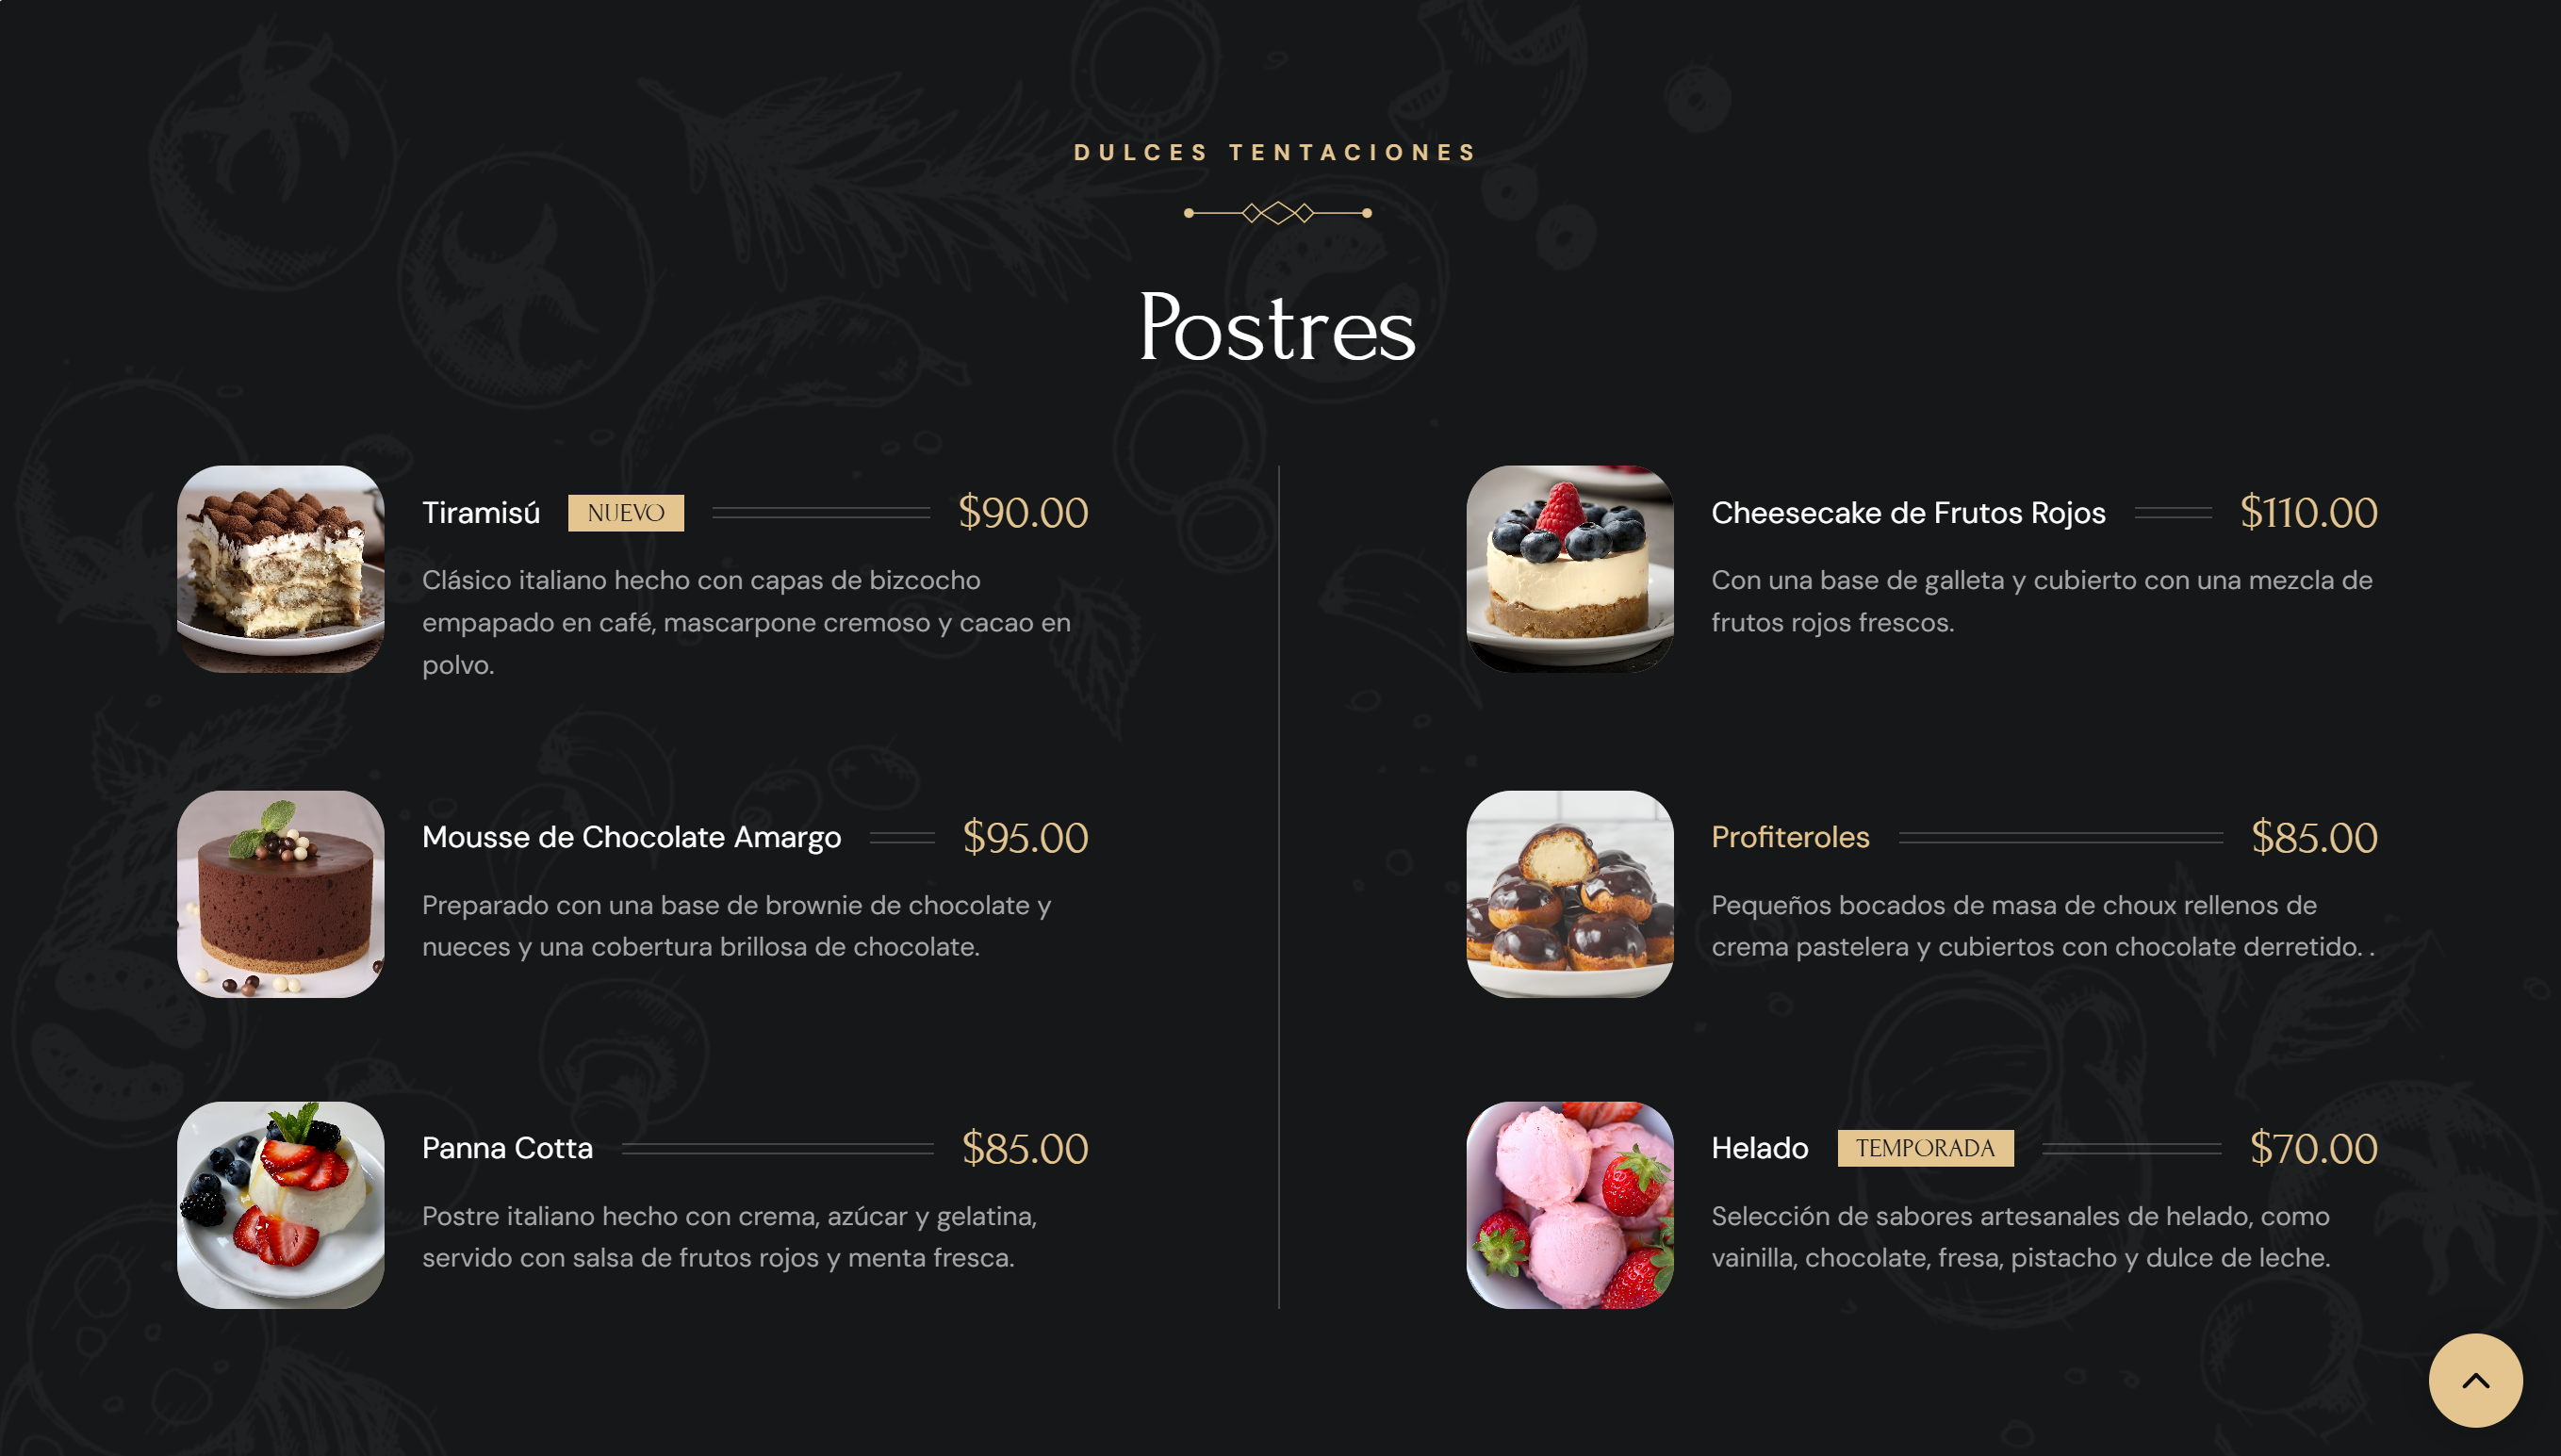 DULCES TENTACIONES
Postres
Tiramisú NUEVO $90.00
Clásico italiano hecho con capas de bizcocho
empapado en café, mascarpone cremoso y cacao en
polvo.
Mousse de Chocolate Amargo $95.00
Preparado con una base de brownie de chocolate y
nueces y una cobertura brillosa de chocolate.
Panna Cotta $85.00
Postre italiano hecho con crema, azúcar y gelatina,
servido con salsa de frutos rojos y menta fresca.
Cheesecake de Frutos Rojos $110.00
Con una base de galleta y cubierto con una mezcla de
frutos rojos frescos.
Profiteroles $85.00
Pequeños bocados de masa de choux rellenos de
crema pastelera y cubiertos con chocolate derretido. .
Helado TEMPORADA $70.00
Selección de sabores artesanales de helado, como
vainilla, chocolate, fresa, pistacho y dulce de leche.